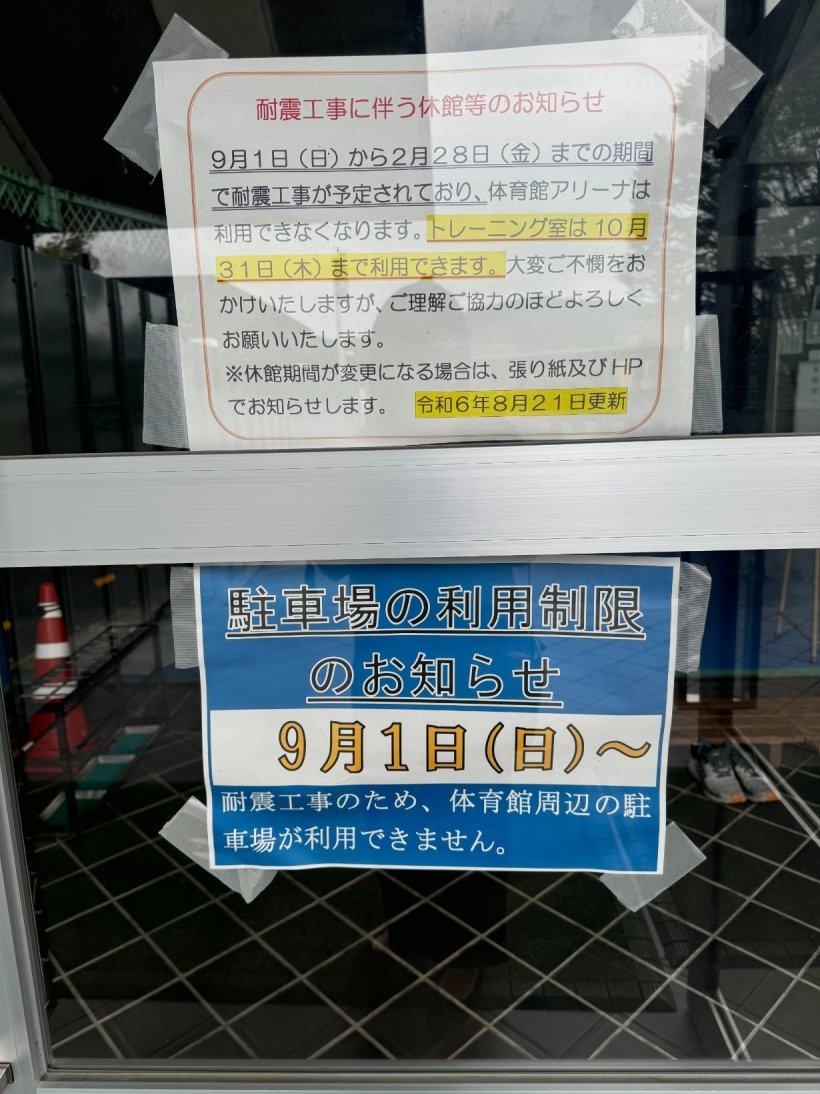 耐震工事に伴う休館等のお知らせ
9月1日（日）から2月28日（金）までの期間
で耐震工事が予定されており、体育館アリーナは
利用できなくなります。トレーニング室は10月
31日（木）まで利用できます。大変ご不憫をお
かけいたしますが、ご理解ご協力のほどよろしく
お願いいたします。
※休館期間が変更になる場合は、張り紙及びHP
でお知らせします。 令和6年8月21日更新
駐車場の利用制限
のお知らせ
9月1日(日)～
耐震工事のため、体育館周辺の駐
車場が利用できません。